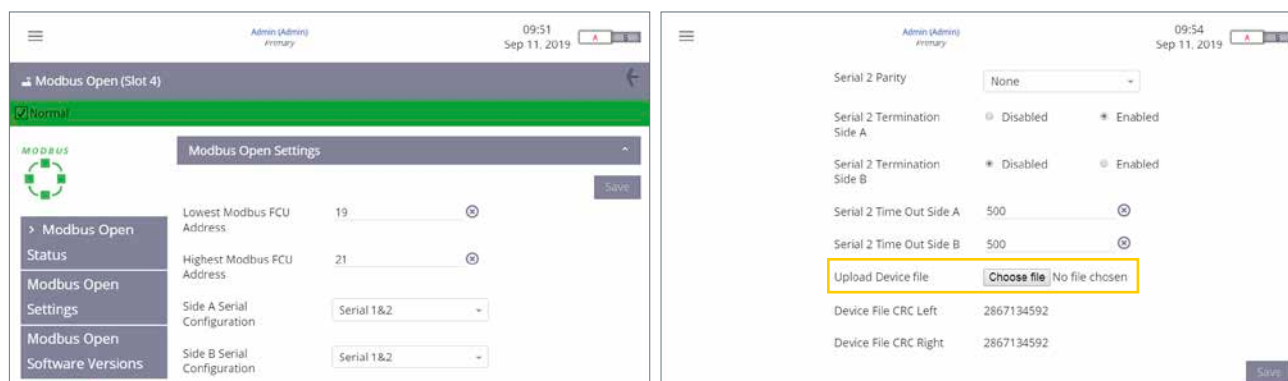 Admin (Admin)
Primary
09:51
Sep 11, 2019
A
Modbus Open (Slot 4)
Normal
MODBUS
Modbus Open Settings
Save
> Modbus Open
Status
Modbus Open
Settings
Modbus Open
Software Versions
Lowest Modbus FCU
Address
19
Highest Modbus FCU
Address
21
Side A Serial
Configuration
Serial 1&2
Side B Serial
Configuration
Serial 1&2
Admin (Admin)
Primary
09:54
Sep 11, 2019
A
Serial 2 Parity
None
Serial 2 Termination
Side A
Disabled
Enabled
Serial 2 Termination
Side B
Disabled
Enabled
Serial 2 Time Out Side A
500
Serial 2 Time Out Side B
500
Upload Device file
Choose file No file chosen
Device File CRC Left
2867134592
Device File CRC Right
2867134592
Save